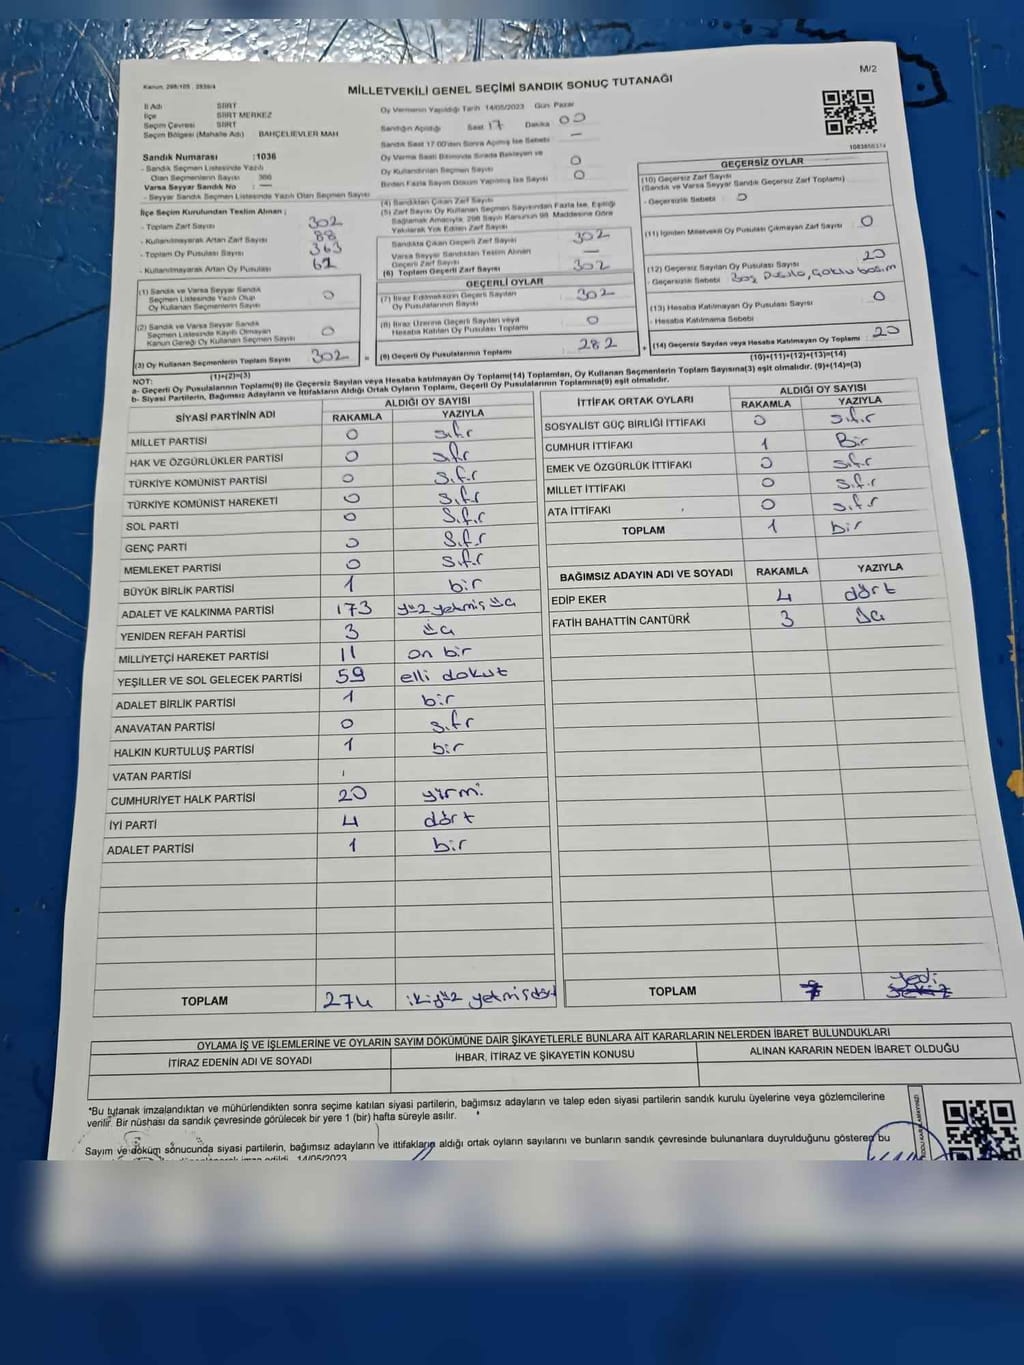 Kanun: 298/105 , 2839/4
MİLLETVEKİLİ GENEL SEÇİMİ SANDIK SONUÇ TUTANAĞI
M/2
İl Adı SİİRT
İlçe SİİRT MERKEZ
Seçim Çevresi SİİRT
Seçim Bölgesi (Mahalle Adı) BAHÇELİEVLER MAH
Oy Vermenin Yapıldığı Tarih 14/05/2023 Gün Pazar
Sandığın Açıldığı Saat 17 Dakika 00
Sandık Saat 17:00'den Sonra Açılmış İse Sebebi —
Oy Verme Saati Bitiminde Sırada Bekleyen ve
Oy Kullandırılan Seçmen Sayısı 0
Birden Fazla Sayım Döküm Yapılmış İse Sayısı 0
Sandık Numarası :1036
- Sandık Seçmen Listesinde Yazılı
Olan Seçmenlerin Sayısı 366
Varsa Seyyar Sandık No —
- Seyyar Sandık Seçmen Listesinde Yazılı Olan Seçmen Sayısı
İlçe Seçim Kurulundan Teslim Alınan ;
- Toplam Zarf Sayısı 302
- Kullanılmayarak Artan Zarf Sayısı 88
- Toplam Oy Pusulası Sayısı 363
- Kullanılmayarak Artan Oy Pusulası 61
(1) Sandık ve Varsa Seyyar Sandık
Seçmen Listesinde Yazılı Olup
Oy Kullanan Seçmenlerin Sayısı 0
(2) Sandık ve Varsa Seyyar Sandık
Seçmen Listesinde Kayıtlı Olmayan
Kanun Gereği Oy Kullanan Seçmen Sayısı 0
(3) Oy Kullanan Seçmenlerin Toplam Sayısı 302
(1)+(2)=(3)
(4) Sandıktan Çıkan Zarf Sayısı
(5) Zarf Sayısı Oy Kullanan Seçmen Sayısından Fazla İse, Eşitliği
Sağlamak Amacıyla, 298 Sayılı Kanunun 98. Maddesine Göre
Yakılarak Yok Edilen Zarf Sayısı
Sandıkta Çıkan Geçerli Zarf Sayısı 302
Varsa Seyyar Sandıktan Teslim Alınan
Geçerli Zarf Sayısı —
(6) Toplam Geçerli Zarf Sayısı 302
GEÇERLİ OYLAR
(7) İtiraz Edilmeksizin Geçerli Sayılan
Oy Pusulalarının Sayısı 302
(8) İtiraz Üzerine Geçerli Sayılan veya
Hesaba Katılan Oy Pusulası Toplamı 0
(9) Geçerli Oy Pusulalarının Toplamı 282
GEÇERSİZ OYLAR
(10) Geçersiz Zarf Sayısı
(Sandık ve Varsa Seyyar Sandık Geçersiz Zarf Toplamı)
- Geçersizlik Sebebi 0
(11) İçinden Milletvekili Oy Pusulası Çıkmayan Zarf Sayısı 0
(12) Geçersiz Sayılan Oy Pusulası Sayısı 20
- Geçersizlik Sebebi boş pusula, çoklu basım
(13) Hesaba Katılmayan Oy Pusulası Sayısı 0
- Hesaba Katılmama Sebebi
(14) Geçersiz Sayılan veya Hesaba Katılmayan Oy Toplamı 20
(10)+(11)+(12)+(13)=(14)
NOT:
a- Geçerli Oy Pusulalarının Toplamı(9) ile Geçersiz Sayılan veya Hesaba katılmayan Oy Toplamı(14) Toplamları, Oy Kullanan Seçmenlerin Toplam Sayısına(3) eşit olmalıdır. (9)+(14)=(3)
b- Siyasi Partilerin, Bağımsız Adayların ve İttifakların Aldığı Ortak Oyların Toplamı, Geçerli Oy Pusulalarının Toplamına(9) eşit olmalıdır.
SİYASİ PARTİNİN ADI ALDIĞI OY SAYISI
RAKAMLA YAZIYLA
MİLLET PARTİSI 0 sıfır
HAK VE ÖZGÜRLÜKLER PARTİSİ 0 sıfır
TÜRKİYE KOMÜNİST PARTİSİ 0 sıfır
TÜRKİYE KOMÜNİST HAREKETİ 0 sıfır
SOL PARTİ 0 sıfır
GENÇ PARTİ 0 sıfır
MEMLEKET PARTİSİ 0 sıfır
BÜYÜK BİRLİK PARTİSİ 1 bir
ADALET VE KALKINMA PARTİSİ 173 yüz yetmiş üç
YENİDEN REFAH PARTİSİ 3 üç
MİLLİYETÇİ HAREKET PARTİSİ 11 on bir
YEŞİLLER VE SOL GELECEK PARTİSİ 59 elli dokuz
ADALET BİRLİK PARTİSİ 1 bir
ANAVATAN PARTİSİ 0 sıfır
HALKIN KURTULUŞ PARTİSİ 1 bir
VATAN PARTİSİ
CUMHURİYET HALK PARTİSİ 20 yirmi
İYİ PARTİ 4 dört
ADALET PARTİSİ 1 bir
TOPLAM 274 ikiyüz yetmişdört
İTTİFAK ORTAK OYLARI ALDIĞI OY SAYISI
RAKAMLA YAZIYLA
SOSYALİST GÜÇ BİRLİĞİ İTTİFAKI 0 sıfır
CUMHUR İTTİFAKI 1 Bir
EMEK VE ÖZGÜRLÜK İTTİFAKI 0 sıfır
MİLLET İTTİFAKI 0 sıfır
ATA İTTİFAKI 0 sıfır
TOPLAM 1 bir
BAĞIMSIZ ADAYIN ADI VE SOYADI RAKAMLA YAZIYLA
EDİP EKER 4 dört
FATİH BAHATTİN CANTÜRK 3 üç
TOPLAM 7 yedi
OYLAMA İŞ VE İŞLEMLERİNE VE OYLARIN SAYIM DÖKÜMÜNE DAİR ŞİKAYETLERLE BUNLARA AİT KARARLARIN NELERDEN İBARET BULUNDUKLARI
İTİRAZ EDENİN ADI VE SOYADI İHBAR, İTİRAZ VE ŞİKAYETİN KONUSU ALINAN KARARIN NEDEN İBARET OLDUĞU
*Bu tutanak imzalandıktan ve mühürlendikten sonra seçime katılan siyasi partilerin, bağımsız adayların ve talep eden siyasi partilerin sandık kurulu üyelerine veya gözlemcilerine
verilir. Bir nüshası da sandık çevresinde görülecek bir yere 1 (bir) hafta süreyle asılır.
Sayım ve döküm sonucunda siyasi partilerin, bağımsız adayların ve ittifakların aldığı ortak oyların sayılarını ve bunların sandık çevresinde bulunanlara duyrulduğunu gösteren bu
14/05/2023